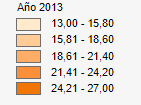 Año 2013
13,00 - 15,80
15,81 - 18,60
18,61 - 21,40
21,41 - 24,20
24,21 - 27,00